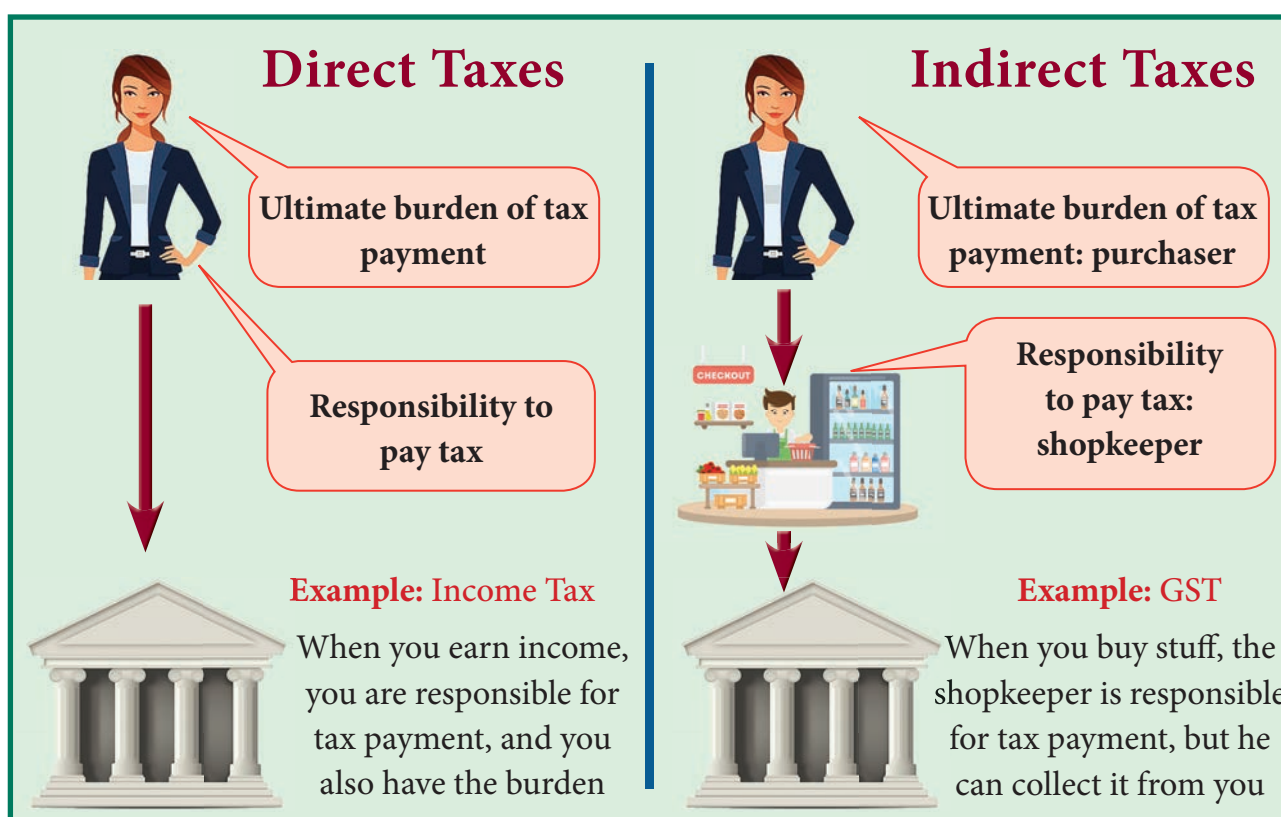 Direct Taxes
Ultimate burden of tax
payment
Responsibility to
pay tax
Example: Income Tax
When you earn income,
you are responsible for
tax payment, and you
also have the burden
Indirect Taxes
Ultimate burden of tax
payment: purchaser
CHECKOUT
Responsibility
to pay tax:
shopkeeper
Example: GST
When you buy stuff, the
shopkeeper is responsible
for tax payment, but he
can collect it from you